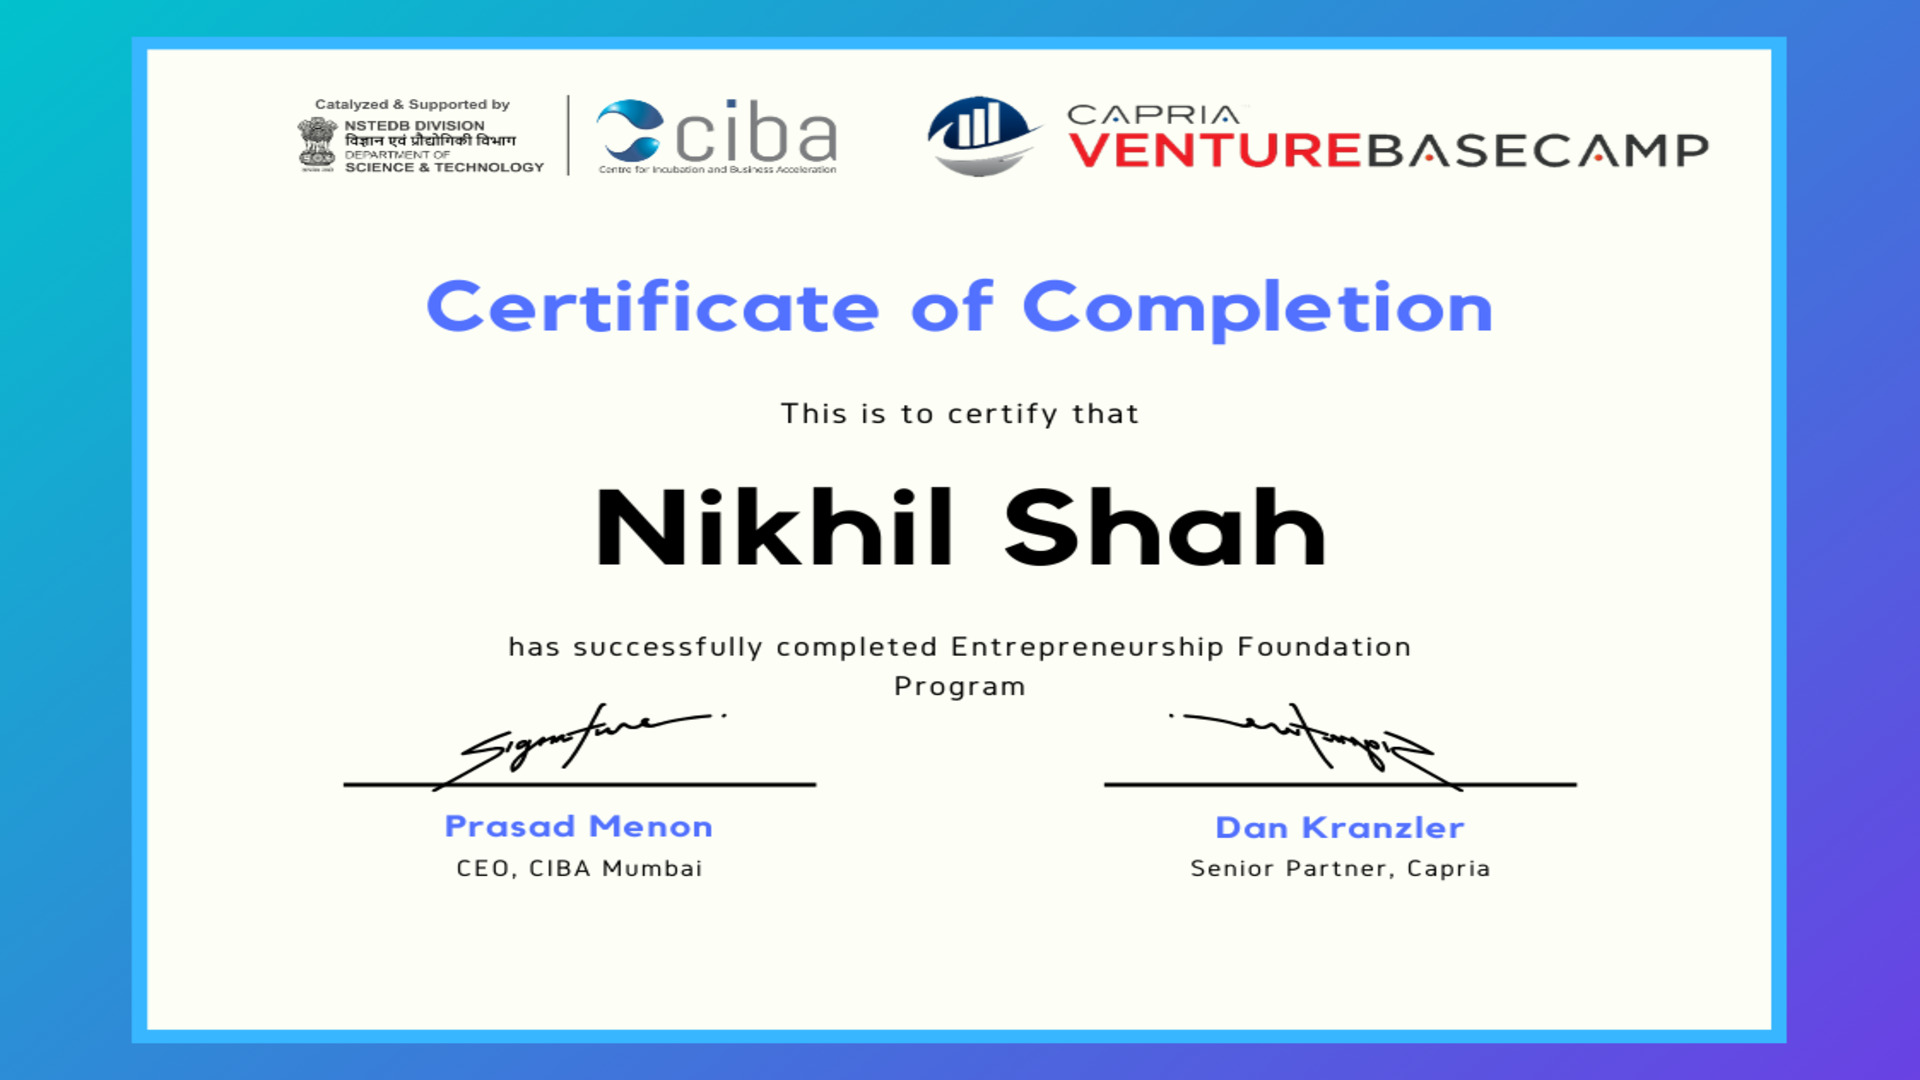 Catalyzed & Supported by
NSTEDB DIVISION
विज्ञान एवं प्रौद्योगिकी विभाग
DEPARTMENT OF
SCIENCE & TECHNOLOGY
ciba
Centre for Incubation and Business Acceleration
CAPRIA
VENTUREBASECAMP
Certificate of Completion
This is to certify that
Nikhil Shah
has successfully completed Entrepreneurship Foundation
Program
Signature
Signature
Prasad Menon
Dan Kranzler
CEO, CIBA Mumbai
Senior Partner, Capria